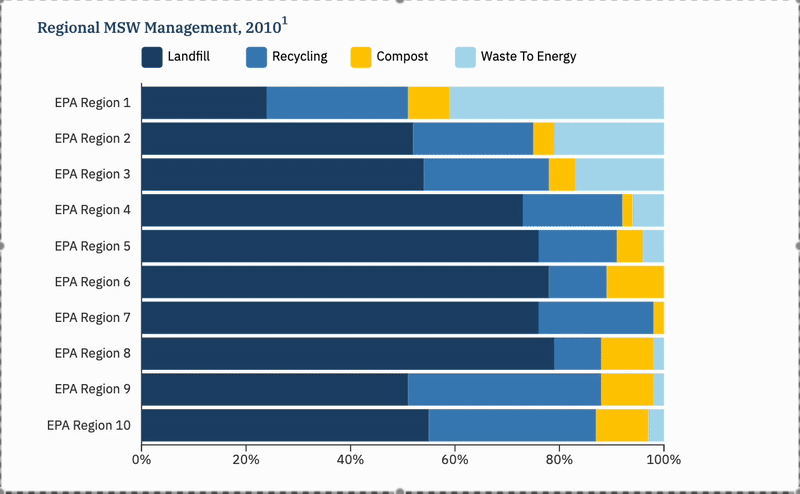 Regional MSW Management, 2010¹
Landfill Recycling Compost Waste To Energy
EPA Region 1
EPA Region 2
EPA Region 3
EPA Region 4
EPA Region 5
EPA Region 6
EPA Region 7
EPA Region 8
EPA Region 9
EPA Region 10
0% 20% 40% 60% 80% 100%